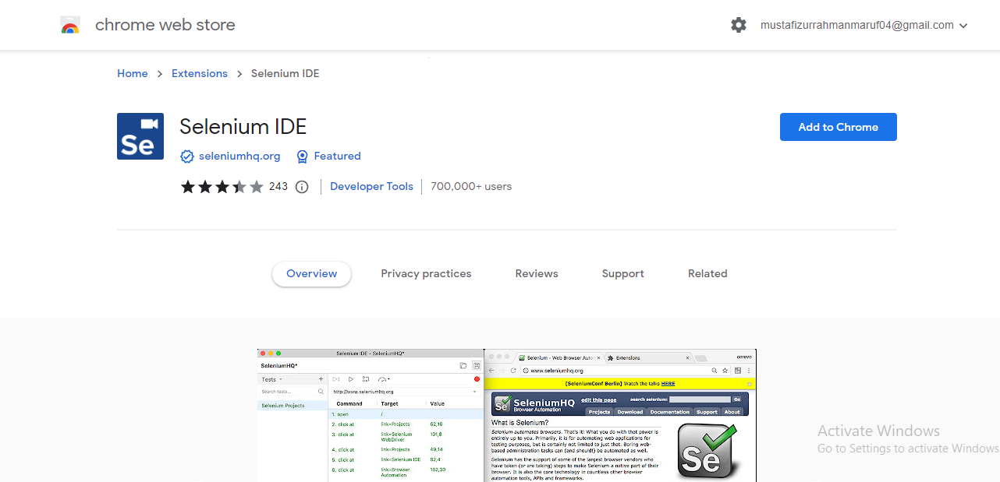 chrome web store
mustafizurrahmanmaruf04@gmail.com
Home > Extensions > Selenium IDE
Se
Selenium IDE
Add to Chrome
seleniumhq.org Featured
243 Developer Tools 700,000+ users
Overview Privacy practices Reviews Support Related
Selenium IDE - SeleniumHQ*
SeleniumHQ*
Tests
Search tests...
Selenium Projects
http://www.seleniumhq.org
Command Target Value
1. open /
2. click at link=Projects 62,16
3. click at link=Selenium WebDriver 101,8
4. click at link=Projects 49,14
5. click at link=Selenium IDE 82,4
6. click at link=Browser Automation 182,30
Selenium - Web Browser Auto
Extensions
corevo
www.seleniumhq.org
[SeleniumConf Berlin] Watch the talks HERE
Se
SeleniumHQ
Browser Automation
edit this page
search selenium:
Go
Projects Download Documentation Support About
What is Selenium?
Selenium automates browsers. That's it! What you do with that power is
entirely up to you. Primarily, it is for automating web applications for
testing purposes, but is certainly not limited to just that. Boring web-
based administration tasks can (and should!) be automated as well.
Selenium has the support of some of the largest browser vendors who
have taken (or are taking) steps to make Selenium a native part of their
browser. It is also the core technology in countless other browser
automation tools, APIs and frameworks.
Se
Activate Windows
Go to Settings to activate Windows